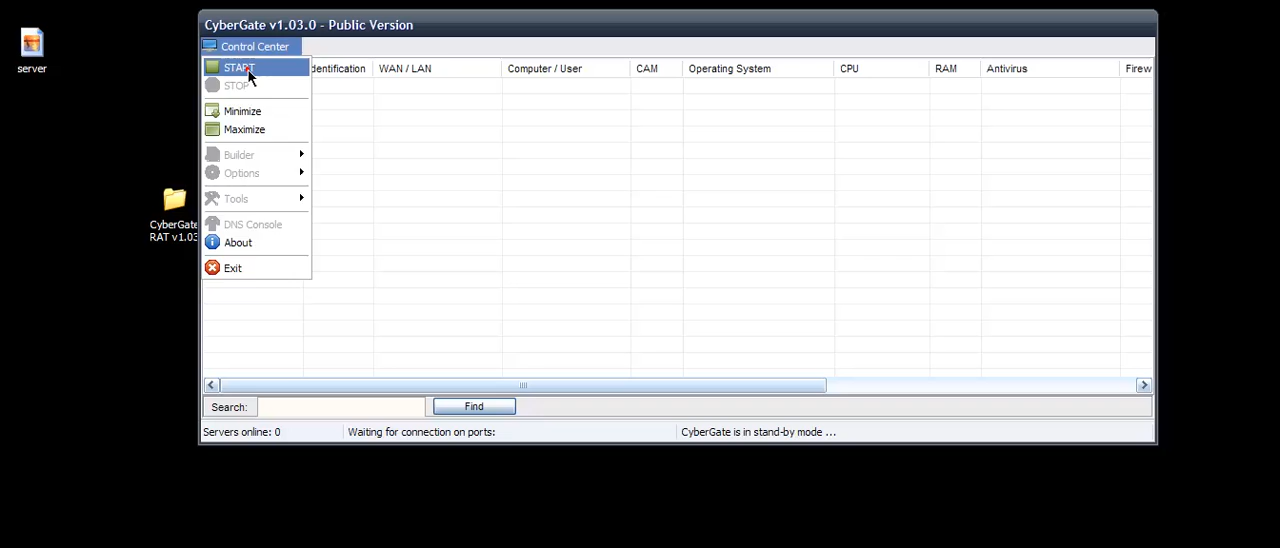 CyberGate v1.03.0 - Public Version
server
Control Center
START
STOP
Minimize
Maximize
Builder
Options
Tools
DNS Console
About
Exit
dentification WAN / LAN Computer / User CAM Operating System CPU RAM Antivirus Firew
CyberGate
RAT v1.03
Search: Find
Servers online: 0 Waiting for connection on ports: CyberGate is in stand-by mode ...